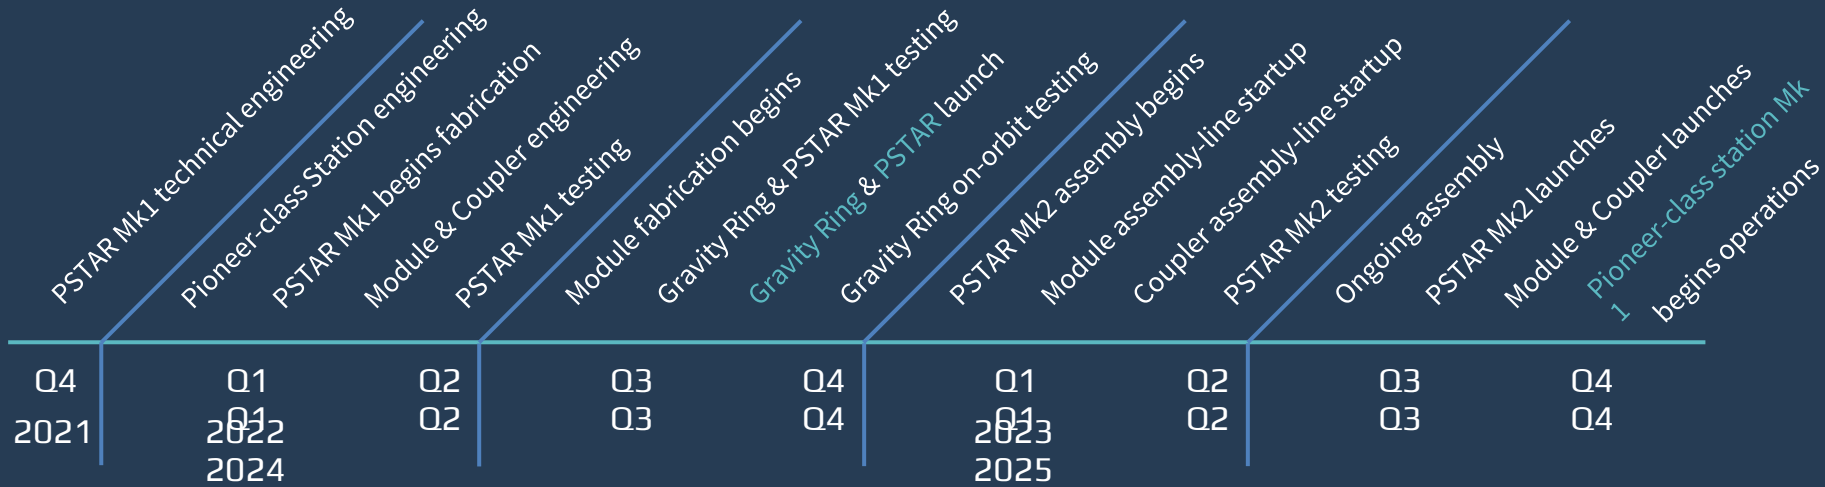 PSTAR Mk1 technical engineering
Pioneer-class Station engineering
PSTAR Mk1 begins fabrication
Module & Coupler engineering
PSTAR Mk1 testing
Module fabrication begins
Gravity Ring & PSTAR Mk1 testing
Gravity Ring & PSTAR launch
Gravity Ring on-orbit testing
PSTAR Mk2 assembly begins
Module assembly-line startup
Coupler assembly-line startup
PSTAR Mk2 testing
Ongoing assembly
PSTAR Mk2 launches
Module & Coupler launches
Pioneer-class station Mk
1
begins operations
Q4 Q1 Q2 Q3 Q4 Q1 Q2 Q3 Q4
Q1 Q2 Q3 Q4 Q1 Q2 Q3 Q4
2021 2022 2023
2024 2025